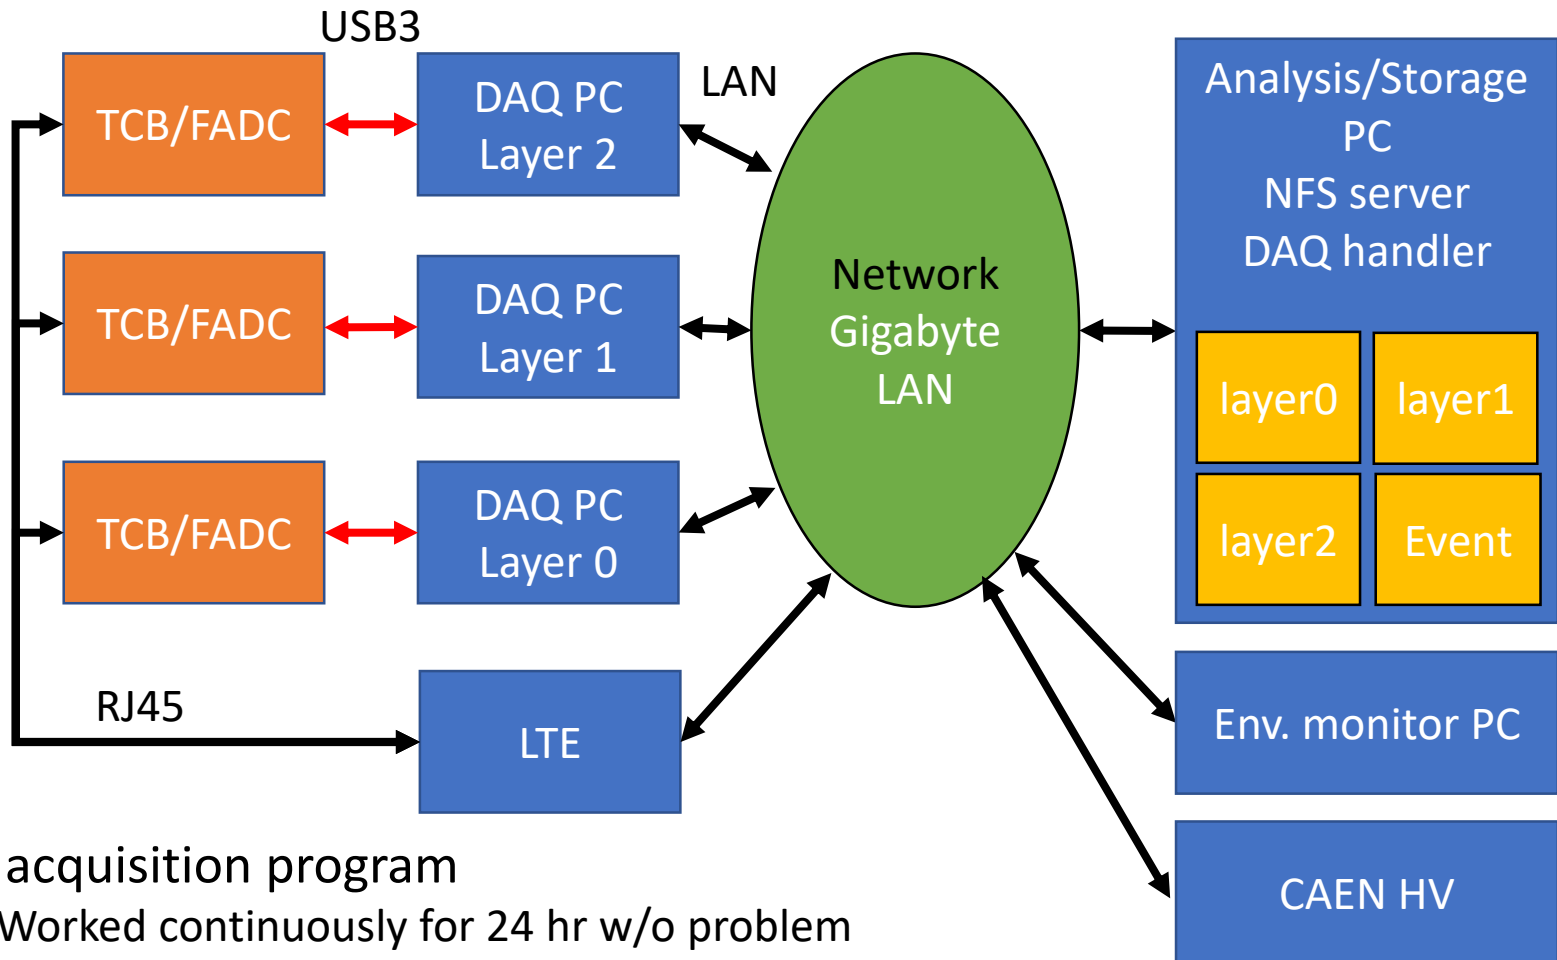 USB3
LAN
TCB/FADC
DAQ PC
Layer 2
TCB/FADC
DAQ PC
Layer 1
TCB/FADC
DAQ PC
Layer 0
RJ45
LTE
Network
Gigabyte
LAN
Analysis/Storage
PC
NFS server
DAQ handler
layer0
layer1
layer2
Event
Env. monitor PC
CAEN HV
acquisition program
Worked continuously for 24 hr w/o problem